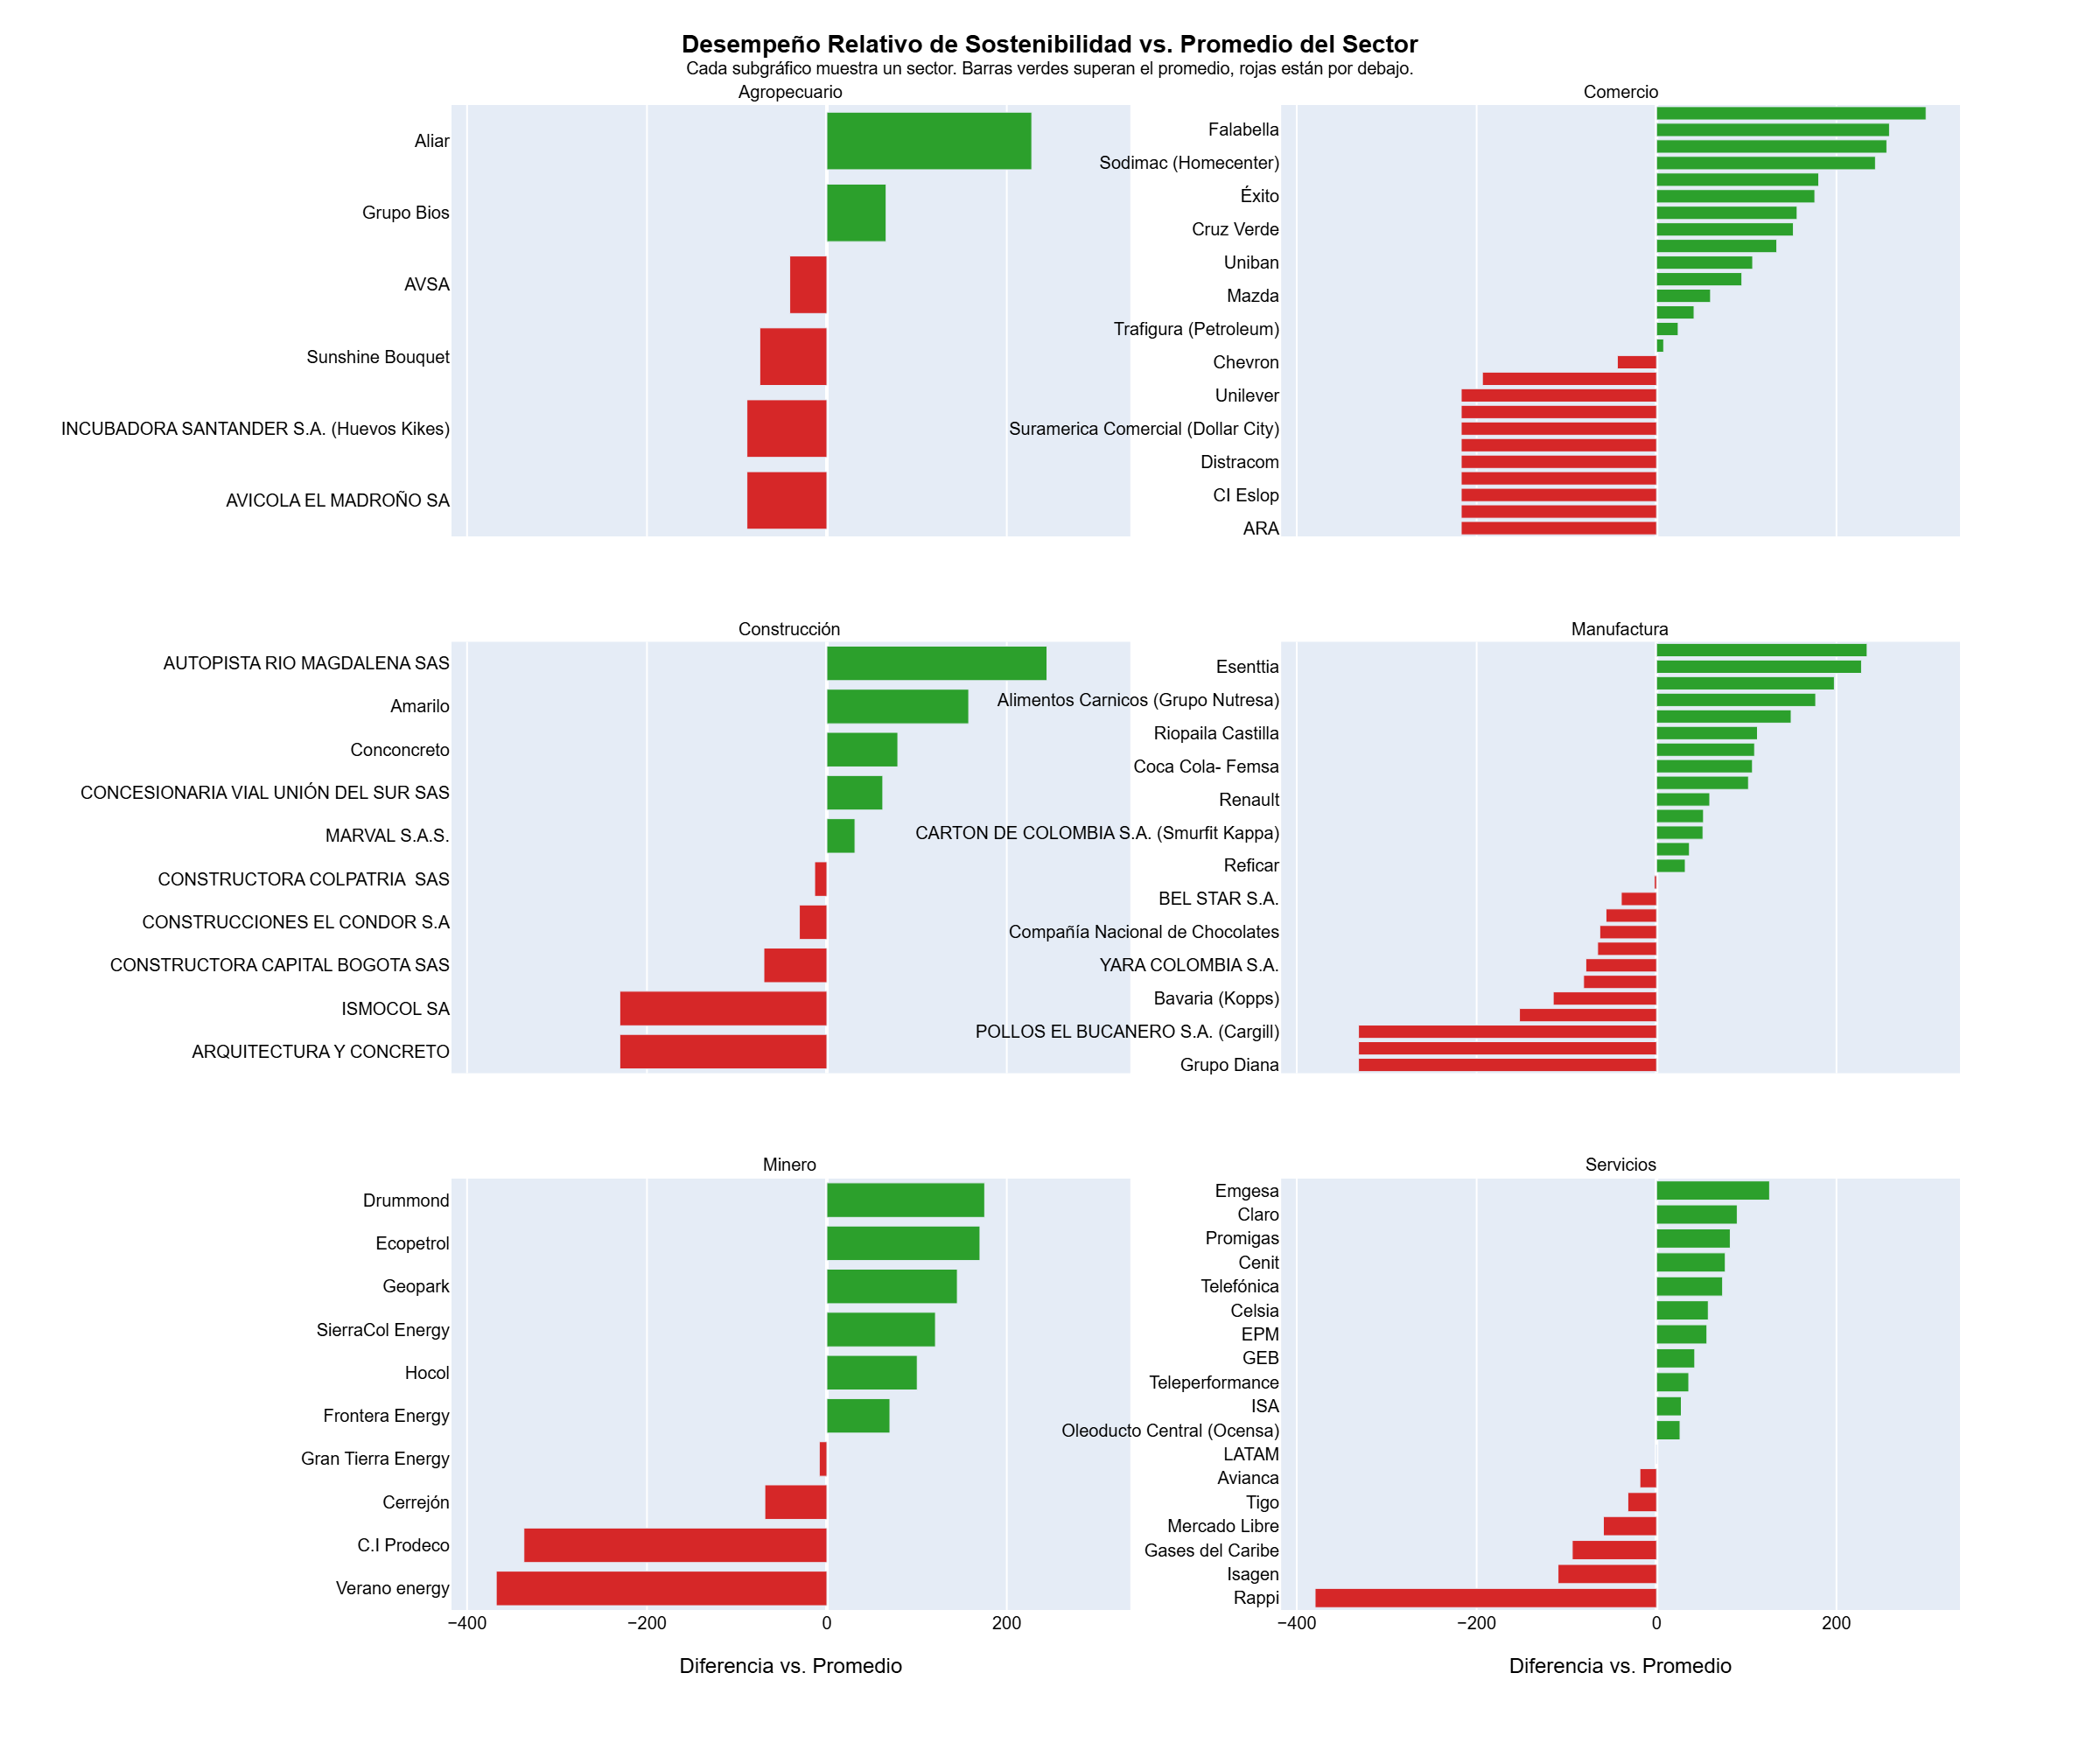 Desempeño Relativo de Sostenibilidad vs. Promedio del Sector
Cada subgráfico muestra un sector. Barras verdes superan el promedio, rojas están por debajo.
Agropecuario
Aliar
Grupo Bios
AVSA
Sunshine Bouquet
INCUBADORA SANTANDER S.A. (Huevos Kikes)
AVICOLA EL MADROÑO SA
Comercio
Falabella
Sodimac (Homecenter)
Éxito
Cruz Verde
Uniban
Mazda
Trafigura (Petroleum)
Chevron
Unilever
Suramerica Comercial (Dollar City)
Distracom
CI Eslop
ARA
Construcción
AUTOPISTA RIO MAGDALENA SAS
Amarilo
Conconcreto
CONCESIONARIA VIAL UNIÓN DEL SUR SAS
MARVAL S.A.S.
CONSTRUCTORA COLPATRIA  SAS
CONSTRUCCIONES EL CONDOR S.A
CONSTRUCTORA CAPITAL BOGOTA SAS
ISMOCOL SA
ARQUITECTURA Y CONCRETO
Manufactura
Esenttia
Alimentos Carnicos (Grupo Nutresa)
Riopaila Castilla
Coca Cola- Femsa
Renault
CARTON DE COLOMBIA S.A. (Smurfit Kappa)
Reficar
BEL STAR S.A.
Compañía Nacional de Chocolates
YARA COLOMBIA S.A.
Bavaria (Kopps)
POLLOS EL BUCANERO S.A. (Cargill)
Grupo Diana
Minero
Drummond
Ecopetrol
Geopark
SierraCol Energy
Hocol
Frontera Energy
Gran Tierra Energy
Cerrejón
C.I Prodeco
Verano energy
−400 −200 0 200
Diferencia vs. Promedio
Servicios
Emgesa
Claro
Promigas
Cenit
Telefónica
Celsia
EPM
GEB
Teleperformance
ISA
Oleoducto Central (Ocensa)
LATAM
Avianca
Tigo
Mercado Libre
Gases del Caribe
Isagen
Rappi
−400 −200 0 200
Diferencia vs. Promedio